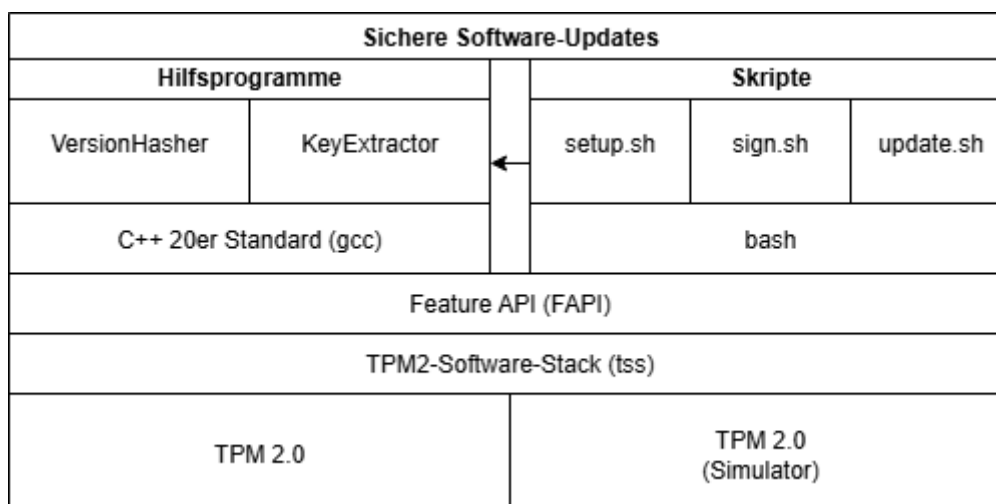 Sichere Software-Updates
Hilfsprogramme
Skripte
VersionHasher
KeyExtractor
setup.sh
sign.sh
update.sh
C++ 20er Standard (gcc)
bash
Feature API (FAPI)
TPM2-Software-Stack (tss)
TPM 2.0
TPM 2.0
(Simulator)